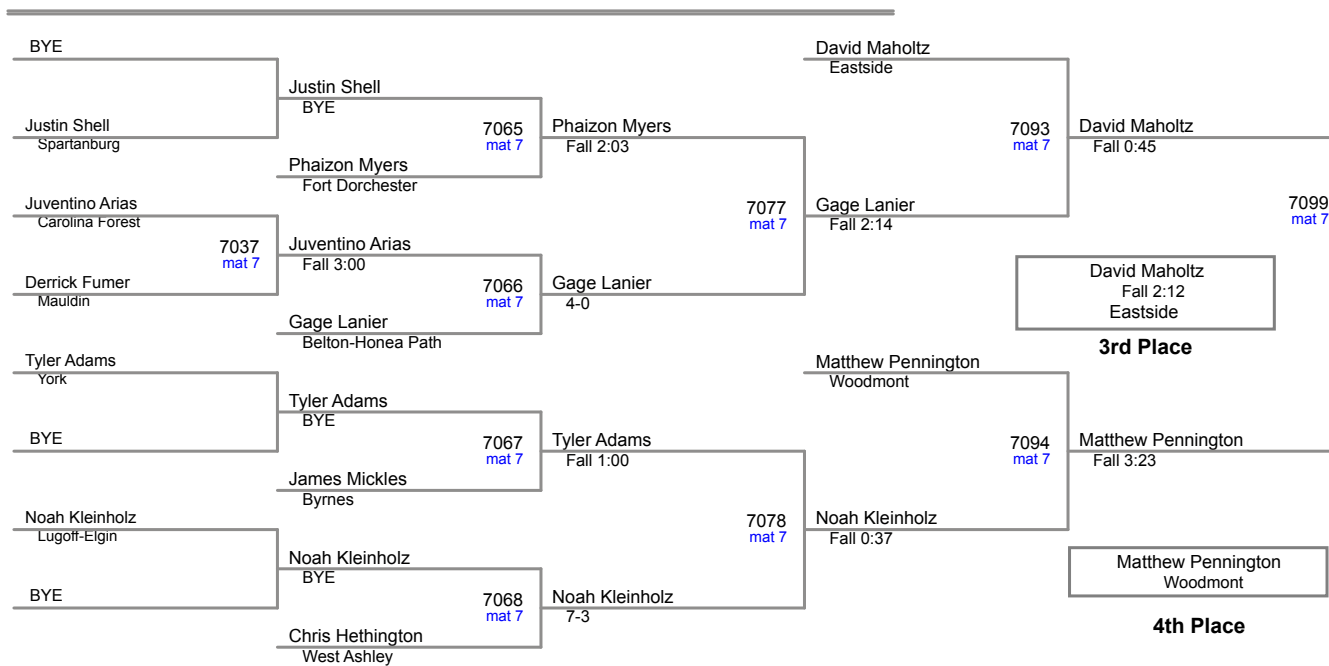 BYE
David Maholtz
Eastside
Justin Shell
BYE
Justin Shell
Spartanburg
7065
mat 7
Phaizon Myers
Fall 2:03
7093
mat 7
David Maholtz
Fall 0:45
Phaizon Myers
Fort Dorchester
Juventino Arias
Carolina Forest
7077
mat 7
Gage Lanier
Fall 2:14
7099
mat 7
7037
mat 7
Juventino Arias
Fall 3:00
Derrick Fumer
Mauldin
7066
mat 7
Gage Lanier
4-0
David Maholtz
Fall 2:12
Eastside
3rd Place
Gage Lanier
Belton-Honea Path
Tyler Adams
York
Matthew Pennington
Woodmont
Tyler Adams
BYE
BYE
7067
mat 7
Tyler Adams
Fall 1:00
7094
mat 7
Matthew Pennington
Fall 3:23
James Mickles
Byrnes
Noah Kleinholz
Lugoff-Elgin
7078
mat 7
Noah Kleinholz
Fall 0:37
Noah Kleinholz
BYE
Matthew Pennington
Woodmont
4th Place
BYE
7068
mat 7
Noah Kleinholz
7-3
Chris Hethington
West Ashley